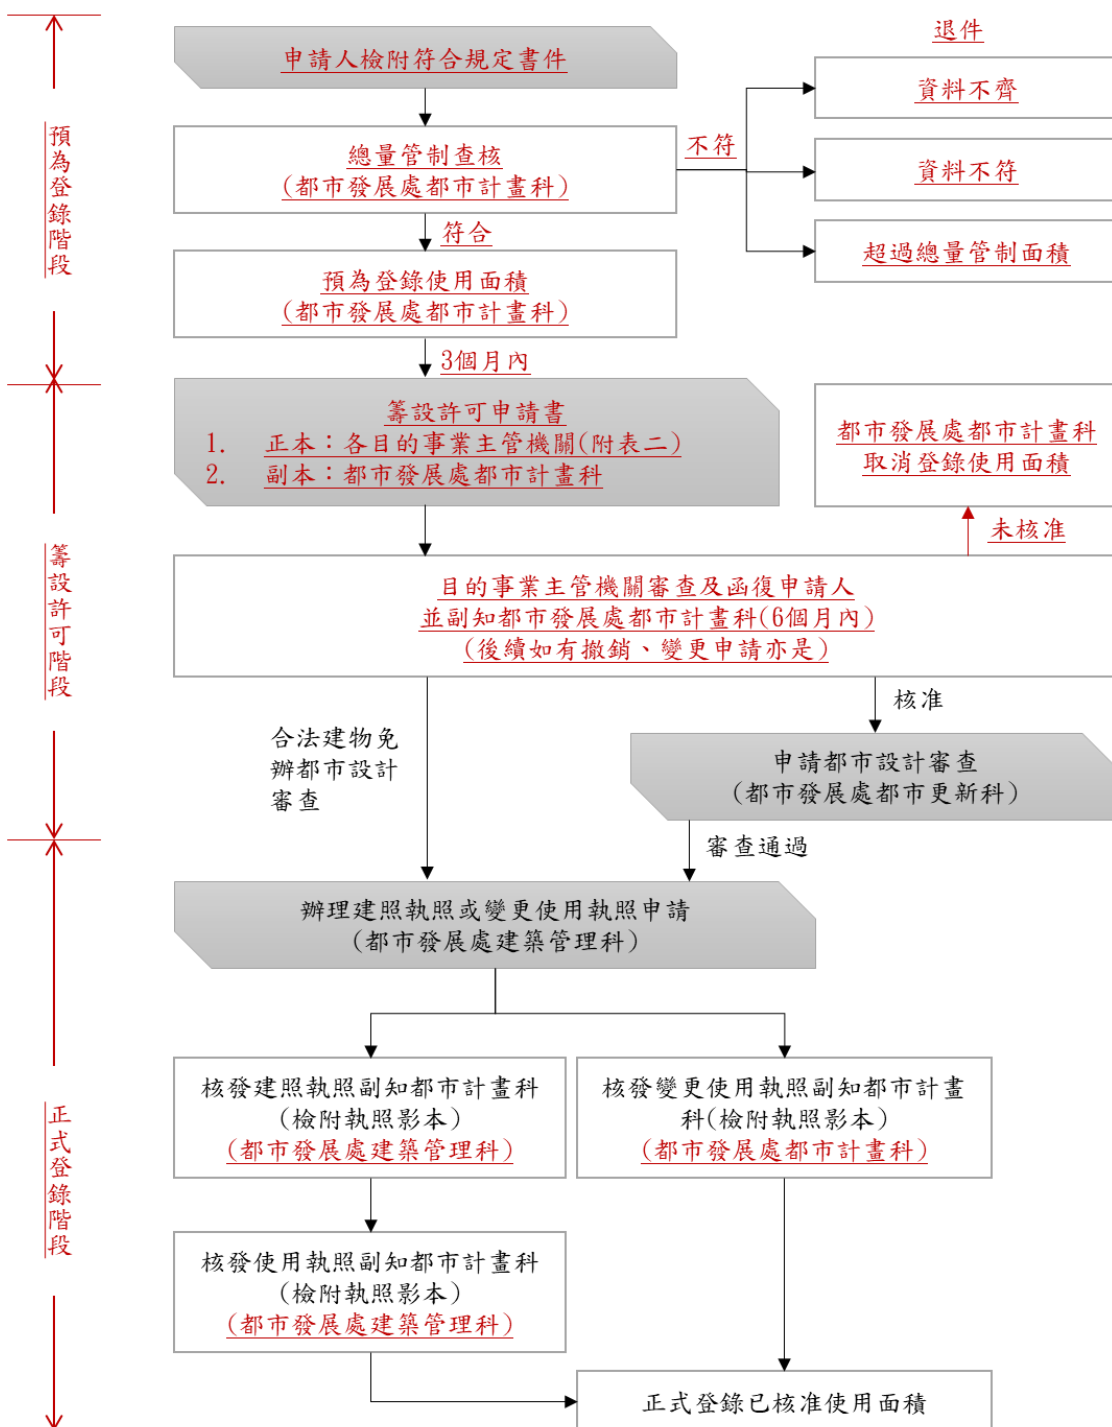 預為登錄階段
申請人檢附符合規定書件
退件
總量管制查核
(都市發展處都市計畫科)
不符
資料不齊
資料不符
超過總量管制面積
符合
預為登錄使用面積
(都市發展處都市計畫科)
3個月內
籌設許可階段
籌設許可申請書
1. 正本：各目的事業主管機關(附表二)
2. 副本：都市發展處都市計畫科
都市發展處都市計畫科
取消登錄使用面積
未核准
目的事業主管機關審查及函復申請人
並副知都市發展處都市計畫科(6個月內)
(後續如有撤銷、變更申請亦是)
合法建物免
辦都市設計
審查
核准
申請都市設計審查
(都市發展處都市更新科)
審查通過
正式登錄階段
辦理建照執照或變更使用執照申請
(都市發展處建築管理科)
核發建照執照副知都市計畫科
(檢附執照影本)
(都市發展處建築管理科)
核發變更使用執照副知都市計畫
科(檢附執照影本)
(都市發展處都市計畫科)
核發使用執照副知都市計畫科
(檢附執照影本)
(都市發展處建築管理科)
正式登錄已核准使用面積